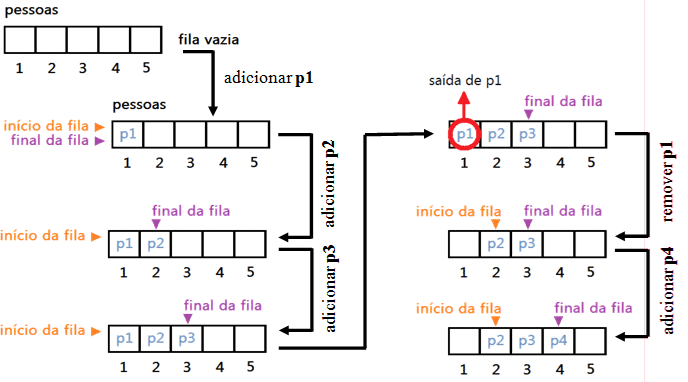 pessoas
1 2 3 4 5
fila vazia
adicionar p1
pessoas
início da fila
final da fila
p1
1 2 3 4 5
adicionar p2
final da fila
início da fila
p1 p2
1 2 3 4 5
adicionar p3
final da fila
início da fila
p1 p2 p3
1 2 3 4 5
saída de p1
final da fila
p1 p2 p3
1 2 3 4 5
remover p1
início da fila
final da fila
p2 p3
1 2 3 4 5
adicionar p4
início da fila
final da fila
p2 p3 p4
1 2 3 4 5